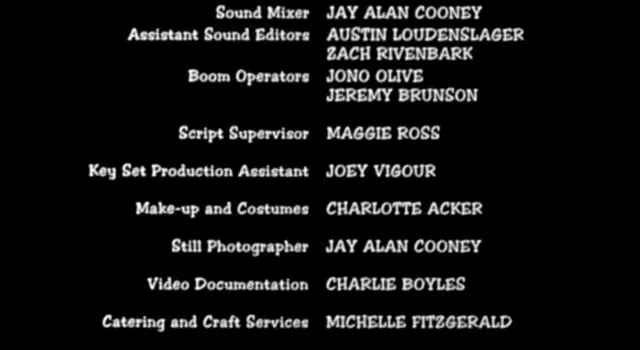 Sound Mixer JAY ALAN COONEY
Assistant Sound Editors AUSTIN LOUDENSLAGER
ZACH RIVENBARK
Boom Operators JONO OLIVE
JEREMY BRUNSON
Script Supervisor MAGGIE ROSS
Key Set Production Assistant JOEY VIGOUR
Make-up and Costumes CHARLOTTE ACKER
Still Photographer JAY ALAN COONEY
Video Documentation CHARLIE BOYLES
Catering and Craft Services MICHELLE FITZGERALD